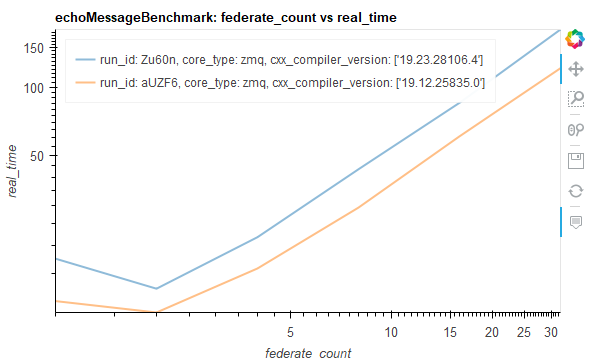 echoMessageBenchmark: federate_count vs real_time
run_id: Zu60n, core_type: zmq, cxx_compiler_version: ['19.23.28106.4']
run_id: aUZF6, core_type: zmq, cxx_compiler_version: ['19.12.25835.0']
150
100
50
real_time
5 10 15 20 25 30
federate_count